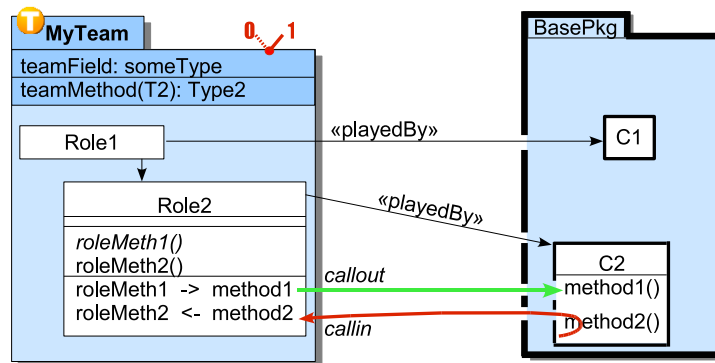 T
MyTeam
0 1
BasePkg
teamField: someType
teamMethod(T2): Type2
Role1
«playedBy»
C1
Role2
«playedBy»
roleMeth1()
roleMeth2()
roleMeth1 -> method1
roleMeth2 <- method2
callout
callin
C2
method1()
method2()